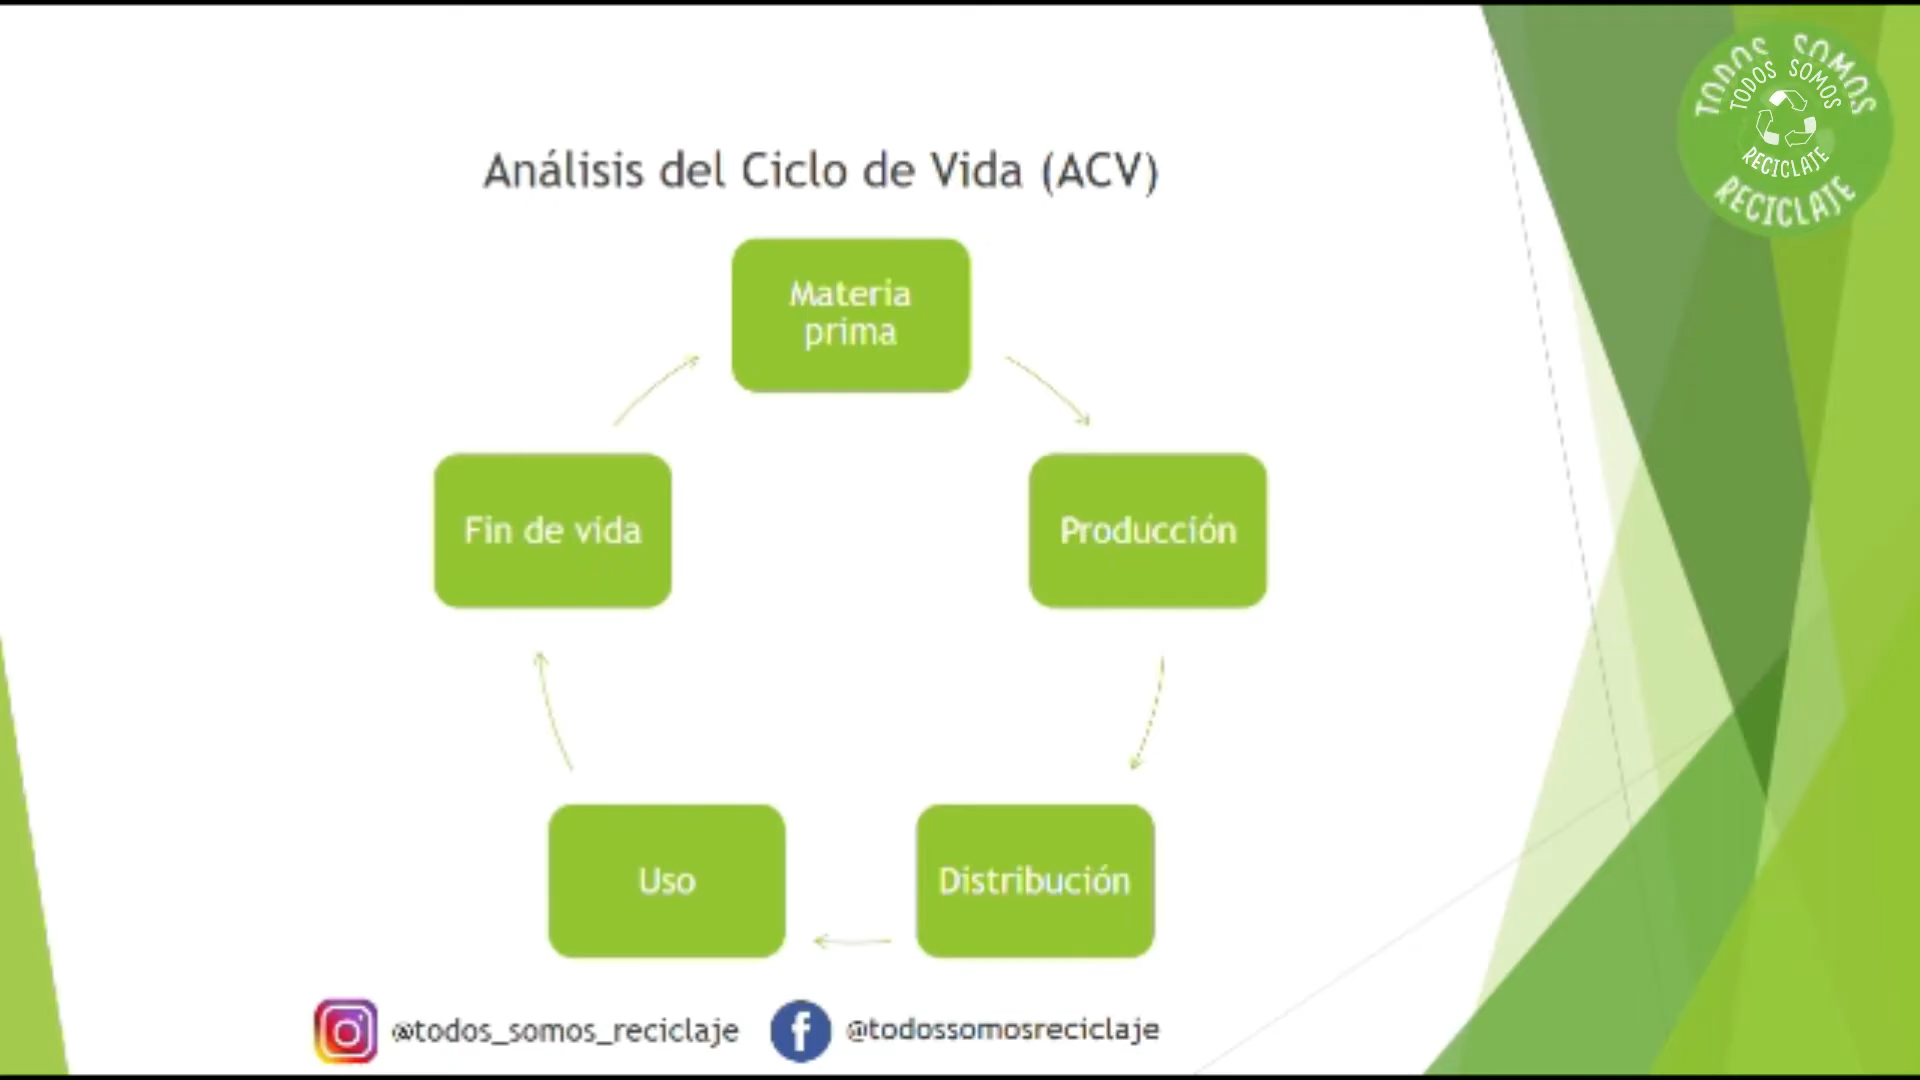 TODOS SOMOS
TODOS SOMOS
RECICLAJE
RECICLAJE
Análisis del Ciclo de Vida (ACV)
Materia
prima
Fin de vida
Producción
Uso
Distribución
@todos_somos_reciclaje
@todossomosreciclaje